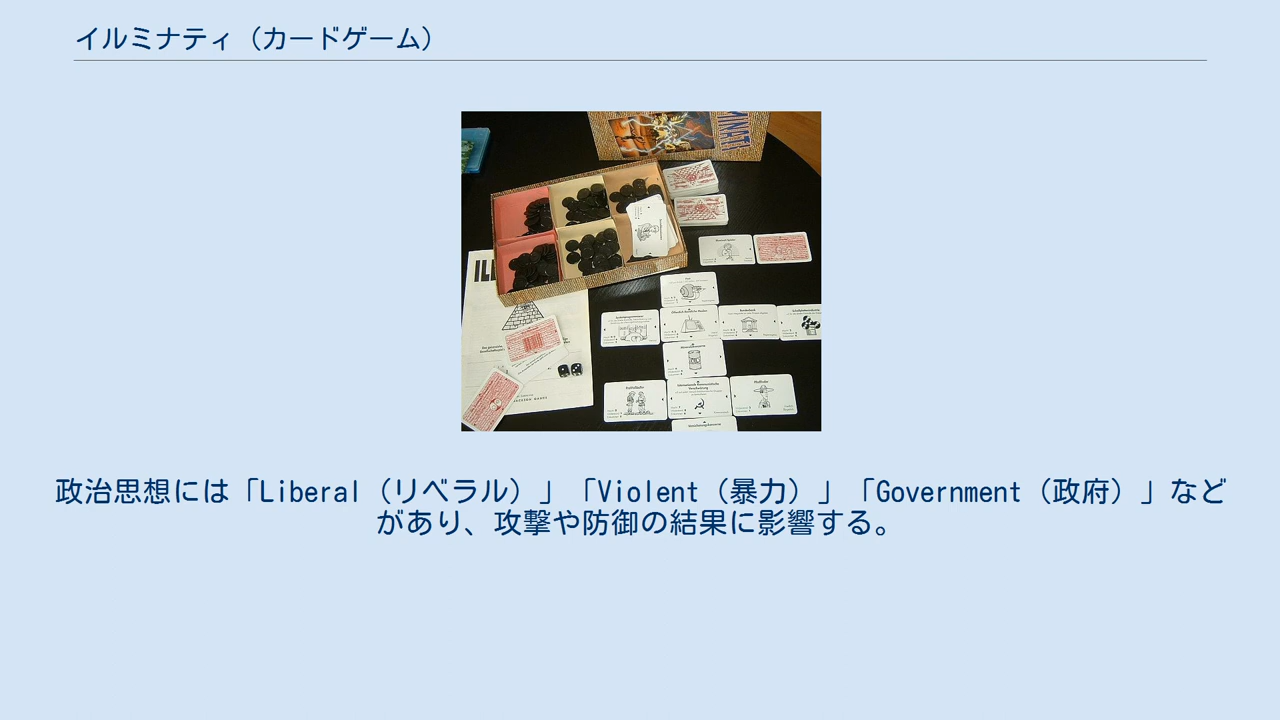 イルミナティ（カードゲーム）
政治思想には「Liberal（リベラル）」「Violent（暴力）」「Government（政府）」など
があり、攻撃や防御の結果に影響する。